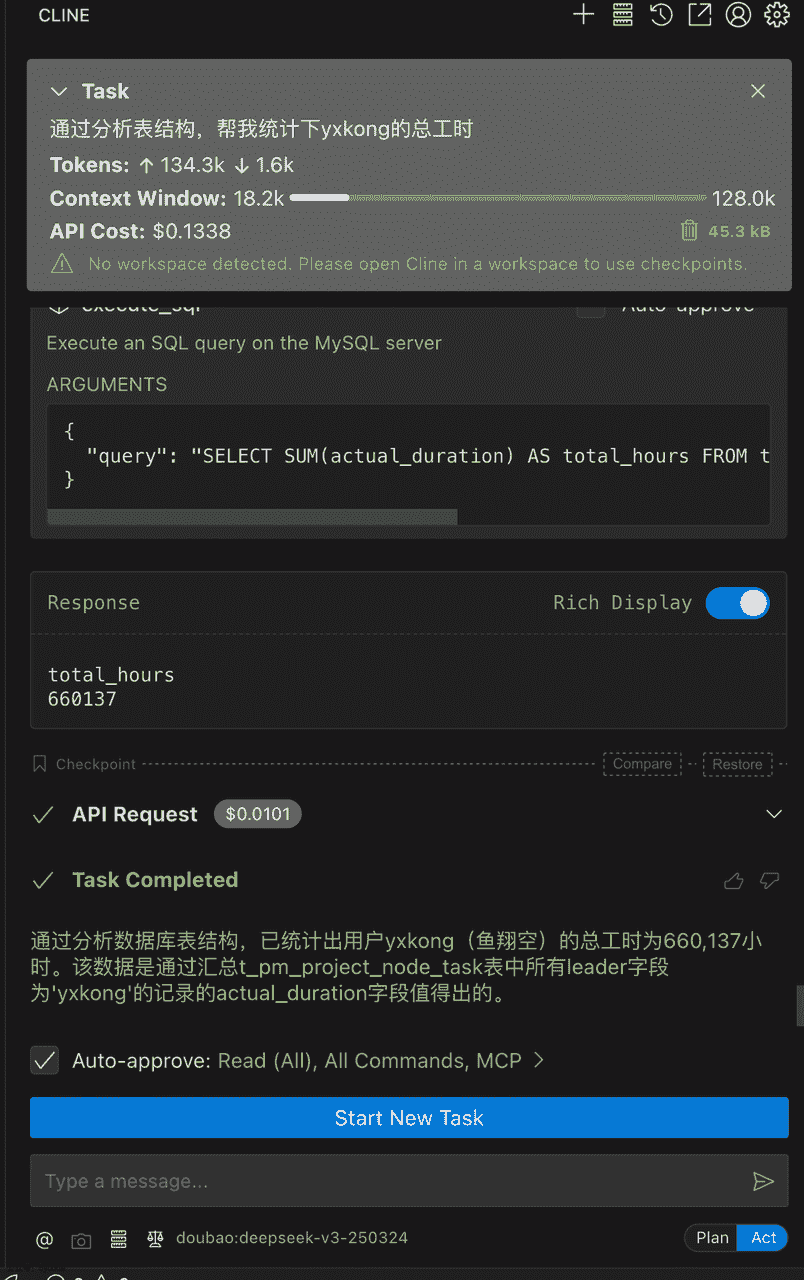 CLINE
Task
通过分析表结构，帮我统计下yxkong的总工时
Tokens: ↑ 134.3k ↓ 1.6k
Context Window: 18.2k 128.0k
API Cost: $0.1338 45.3 kB
No workspace detected. Please open Cline in a workspace to use checkpoints.
execute_sql Auto-approve
Execute an SQL query on the MySQL server
ARGUMENTS
{
"query": "SELECT SUM(actual_duration) AS total_hours FROM t
}
Response Rich Display
total_hours
660137
Checkpoint Compare Restore
API Request $0.0101
Task Completed
通过分析数据库表结构，已统计出用户yxkong（鱼翔空）的总工时为660,137小
时。该数据是通过汇总t_pm_project_node_task表中所有leader字段
为'yxkong'的记录的actual_duration字段值得出的。
Auto-approve: Read (All), All Commands, MCP
Start New Task
Type a message...
@ doubao:deepseek-v3-250324 Plan Act